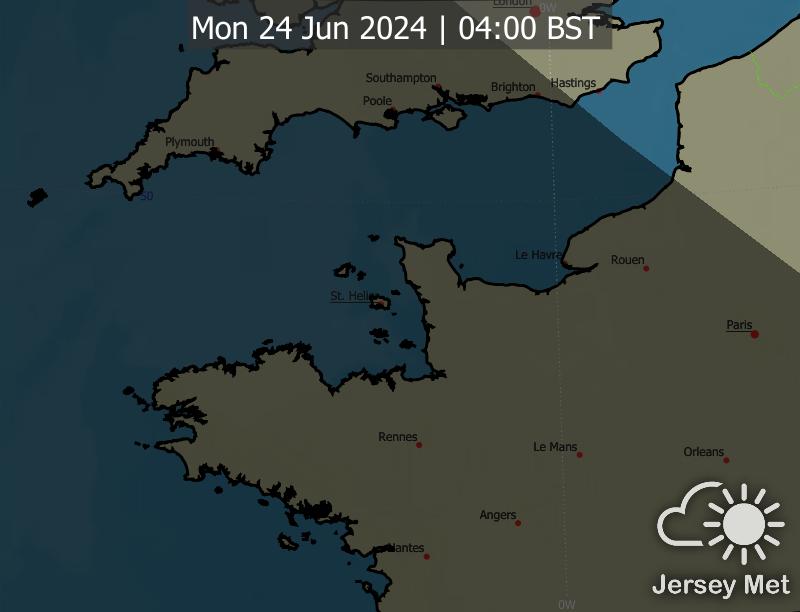 London
0W
Mon 24 Jun 2024 | 04:00 BST
Southampton
Brighton
Hastings
Poole
Plymouth
50
Le Havre
Rouen
St. Helier
Paris
Rennes
Le Mans
Orleans
Angers
Nantes
Jersey Met
0W